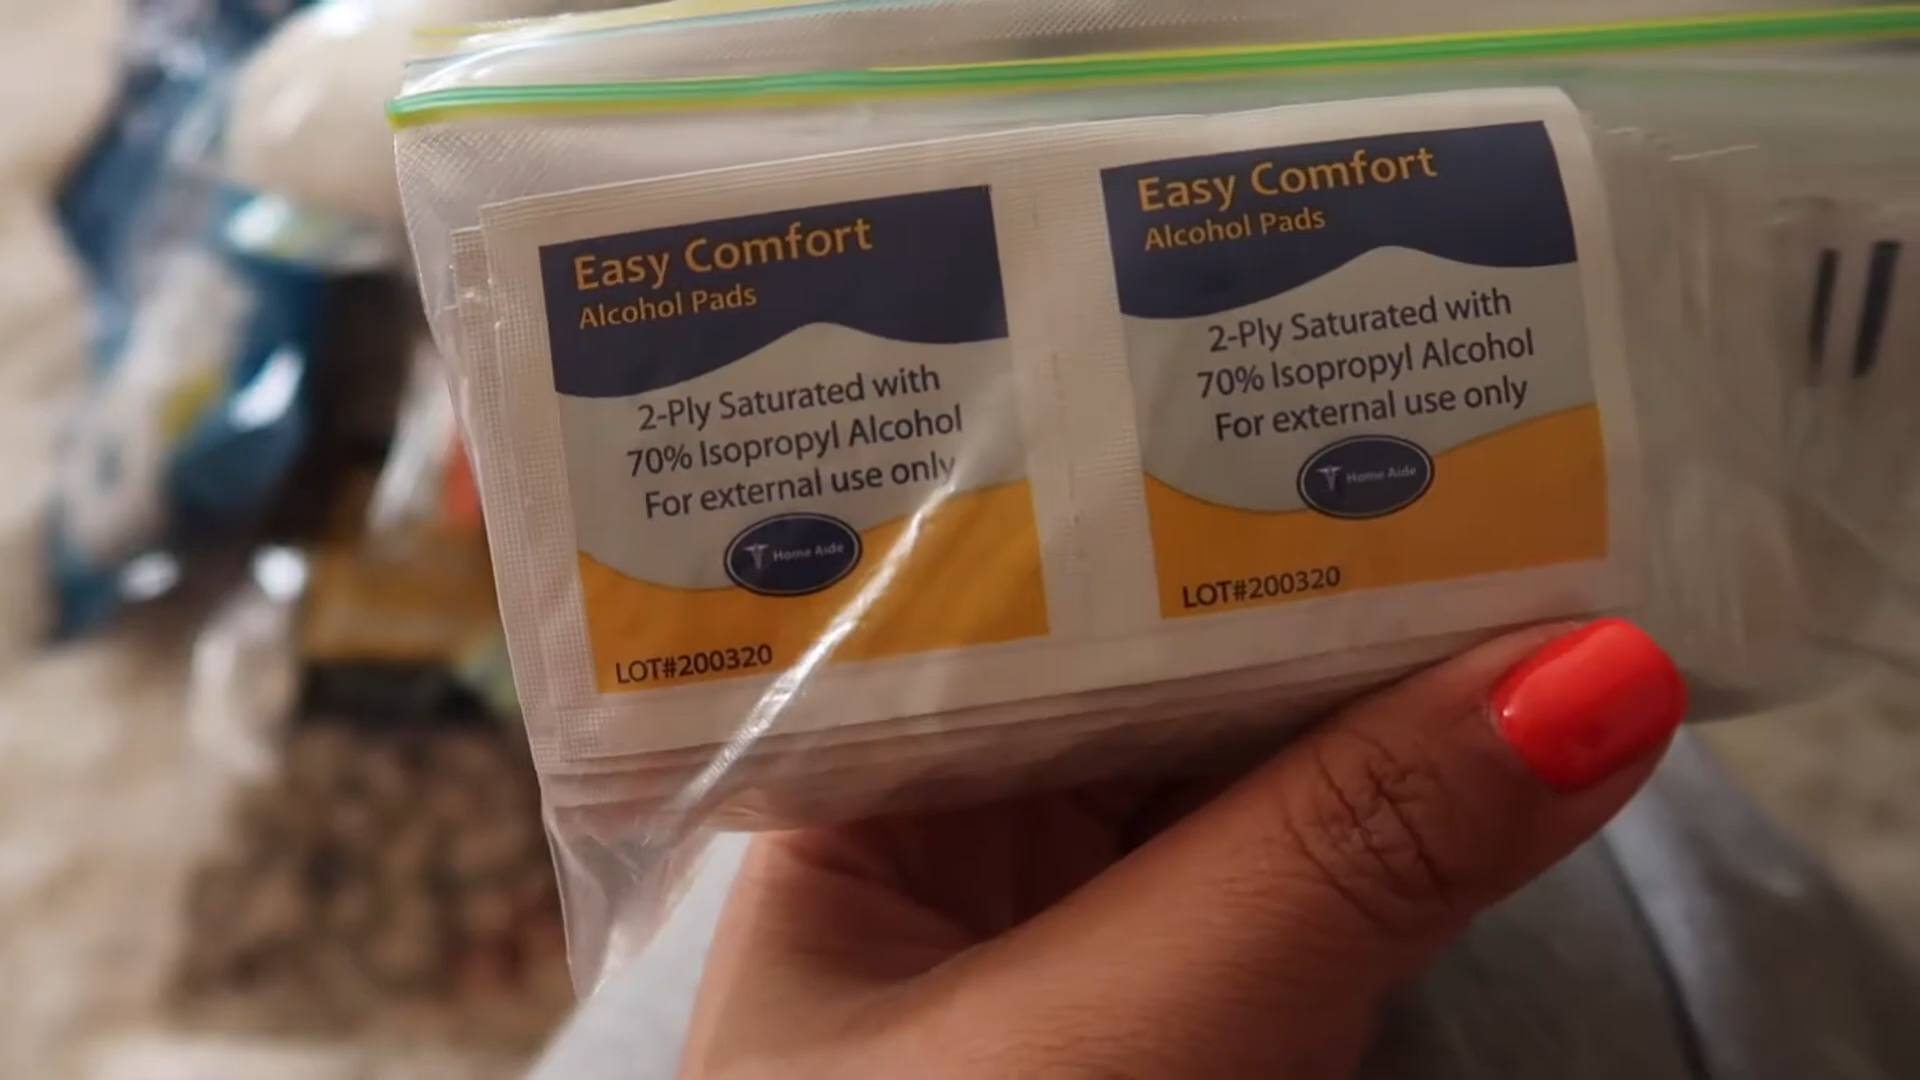 Easy Comfort
Alcohol Pads
2-Ply Saturated with
70% Isopropyl Alcohol
For external use only
Home Aide
LOT#200320
Easy Comfort
Alcohol Pads
2-Ply Saturated with
70% Isopropyl Alcohol
For external use only
Home Aide
LOT#200320